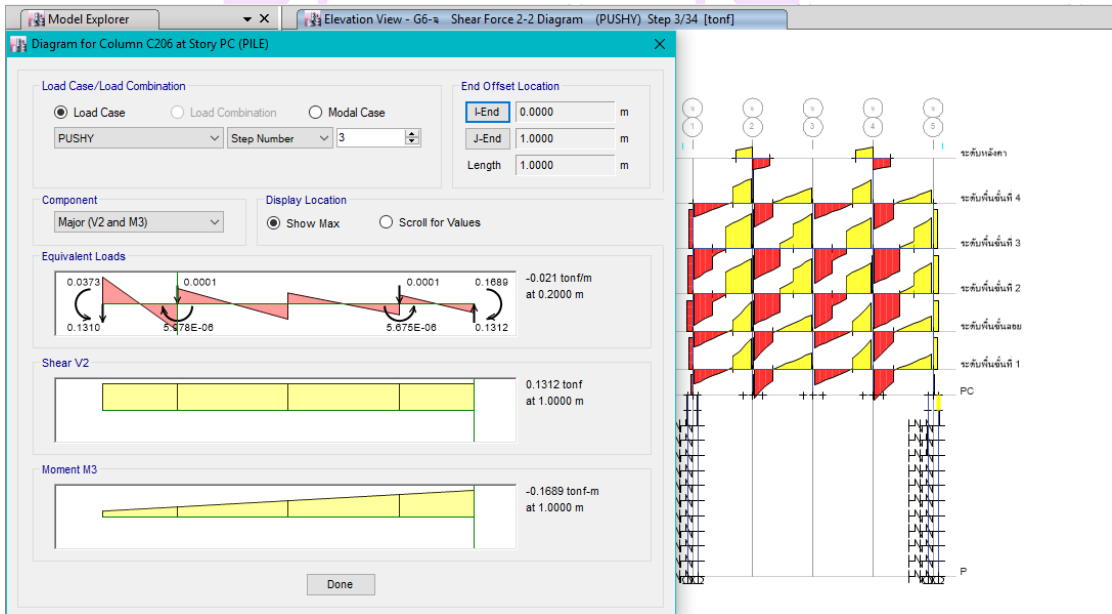 Model Explorer
Elevation View - G6-จ Shear Force 2-2 Diagram (PUSHY) Step 3/34 [tonf]
Diagram for Column C206 at Story PC (PILE)
Load Case/Load Combination
Load Case
Load Combination
Modal Case
PUSHY
Step Number
3
End Offset Location
I-End
0.0000
m
J-End
1.0000
m
Length
1.0000
m
Component
Major (V2 and M3)
Display Location
Show Max
Scroll for Values
Equivalent Loads
0.0373
0.0001
0.0001
0.1689
0.1310
5.978E-06
5.675E-06
0.1312
-0.021 tonf/m
at 0.2000 m
Shear V2
0.1312 tonf
at 1.0000 m
Moment M3
-0.1689 tonf-m
at 1.0000 m
Done
1
2
3
4
5
ระดับหลังคา
ระดับพื้นชั้นที่ 4
ระดับพื้นชั้นที่ 3
ระดับพื้นชั้นที่ 2
ระดับพื้นชั้นลอย
ระดับพื้นชั้นที่ 1
PC
P